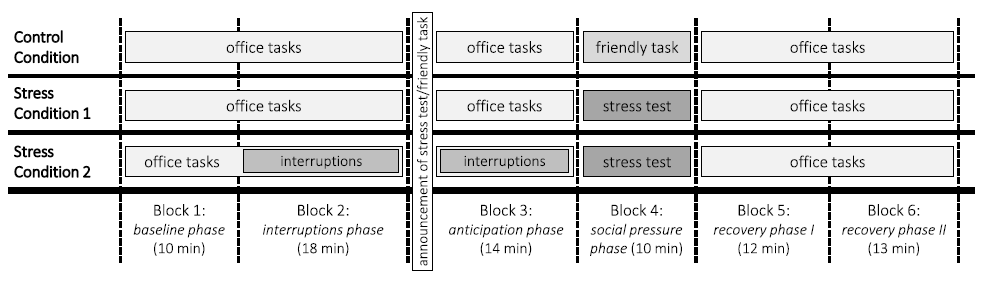 Control
Condition
office tasks
office tasks
friendly task
office tasks
Stress
Condition 1
office tasks
office tasks
stress test
office tasks
Stress
Condition 2
office tasks
interruptions
interruptions
stress test
office tasks
announcement of stress test/friendly task
Block 1:
baseline phase
(10 min)
Block 2:
interruptions phase
(18 min)
Block 3:
anticipation phase
(14 min)
Block 4:
social pressure
phase (10 min)
Block 5:
recovery phase I
(12 min)
Block 6:
recovery phase II
(13 min)